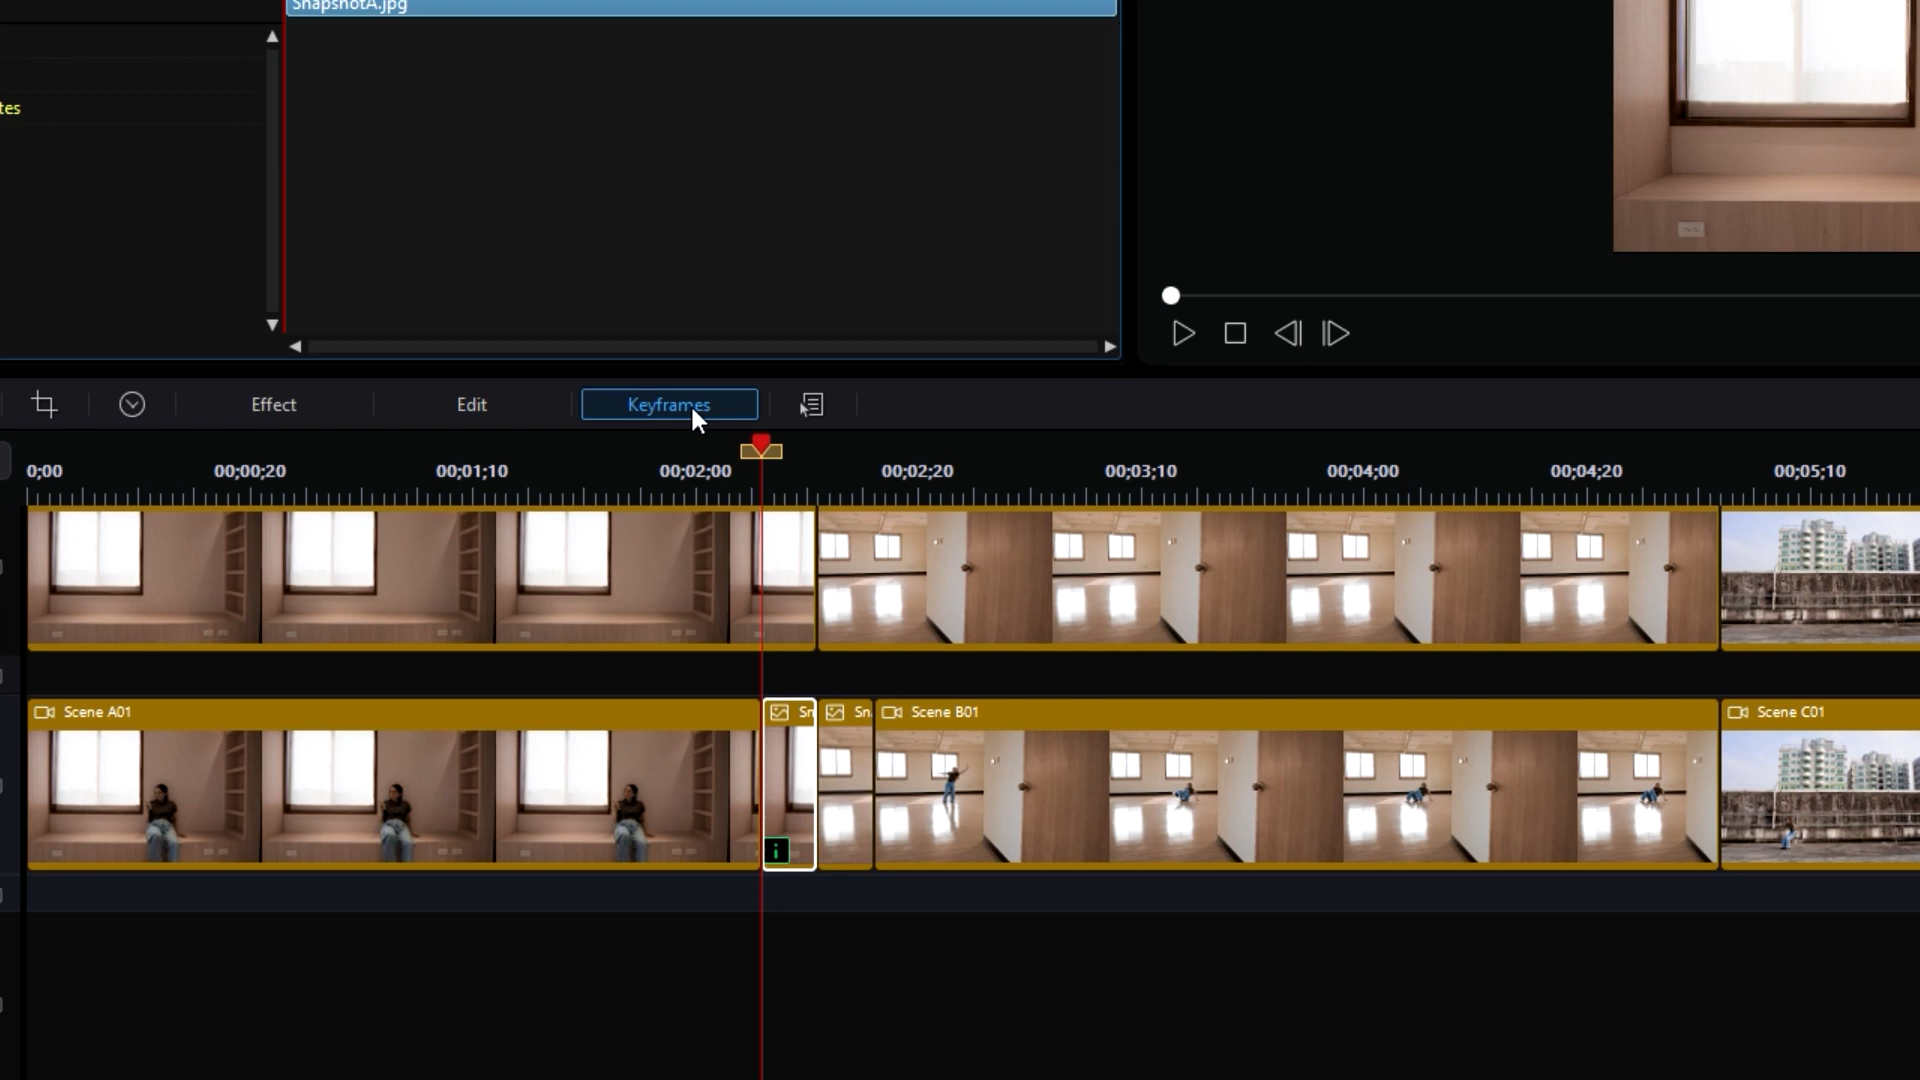 SnapshotA.jpg
tes
Effect
Edit
Keyframes
0;00
00;00;20
00;01;10
00;02;00
00;02;20
00;03;10
00;04;00
00;04;20
00;05;10
Scene A01
Sn
Sn
Scene B01
Scene C01
i